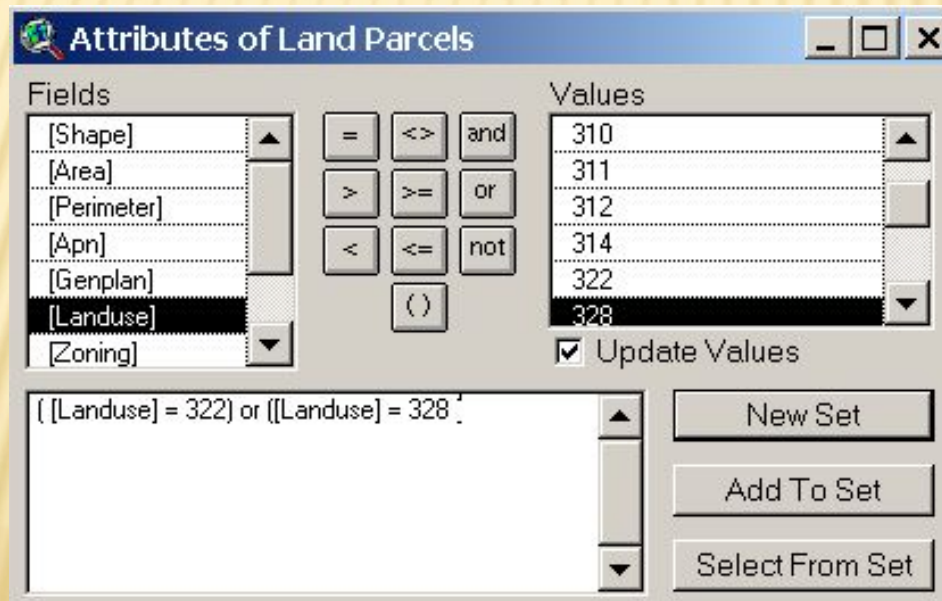 Attributes of Land Parcels
Fields
[Shape]
[Area]
[Perimeter]
[Apn]
[Genplan]
[Landuse]
[Zoning]
= <> and
> >= or
< <= not
( )
Values
310
311
312
314
322
328
Update Values
( [Landuse] = 322) or ([Landuse] = 328
New Set
Add To Set
Select From Set